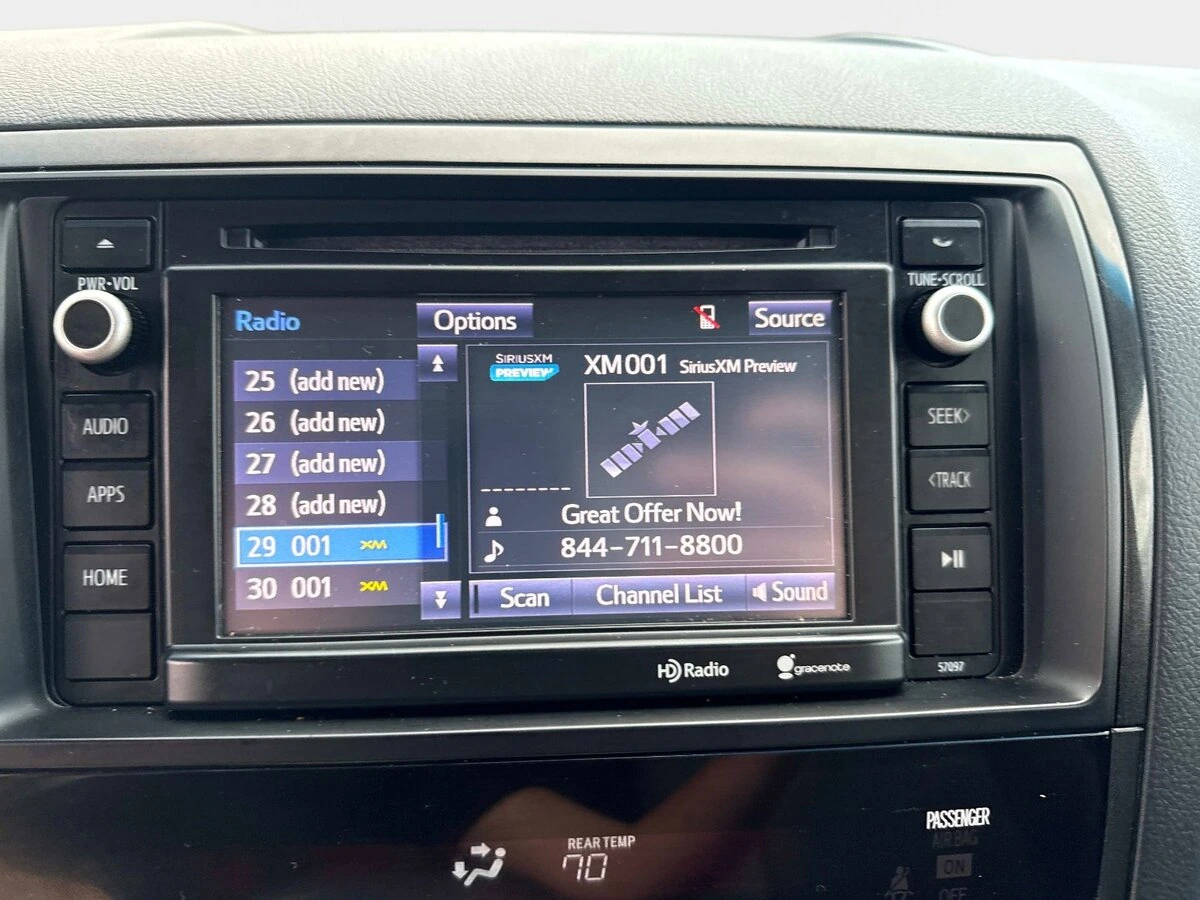 PWR•VOL
AUDIO
APPS
HOME
Radio
Options
Source
25 (add new)
26 (add new)
27 (add new)
28 (add new)
29 001 XM
30 001 XM
SIRIUSXM
PREVIEW
XM001 SiriusXM Preview
--------
Great Offer Now!
844-711-8800
Scan
Channel List
Sound
TUNE•SCROLL
SEEK>
<TRACK
57097
HD Radio
gracenote
REAR TEMP
70
PASSENGER
AIR BAG
ON
OFF